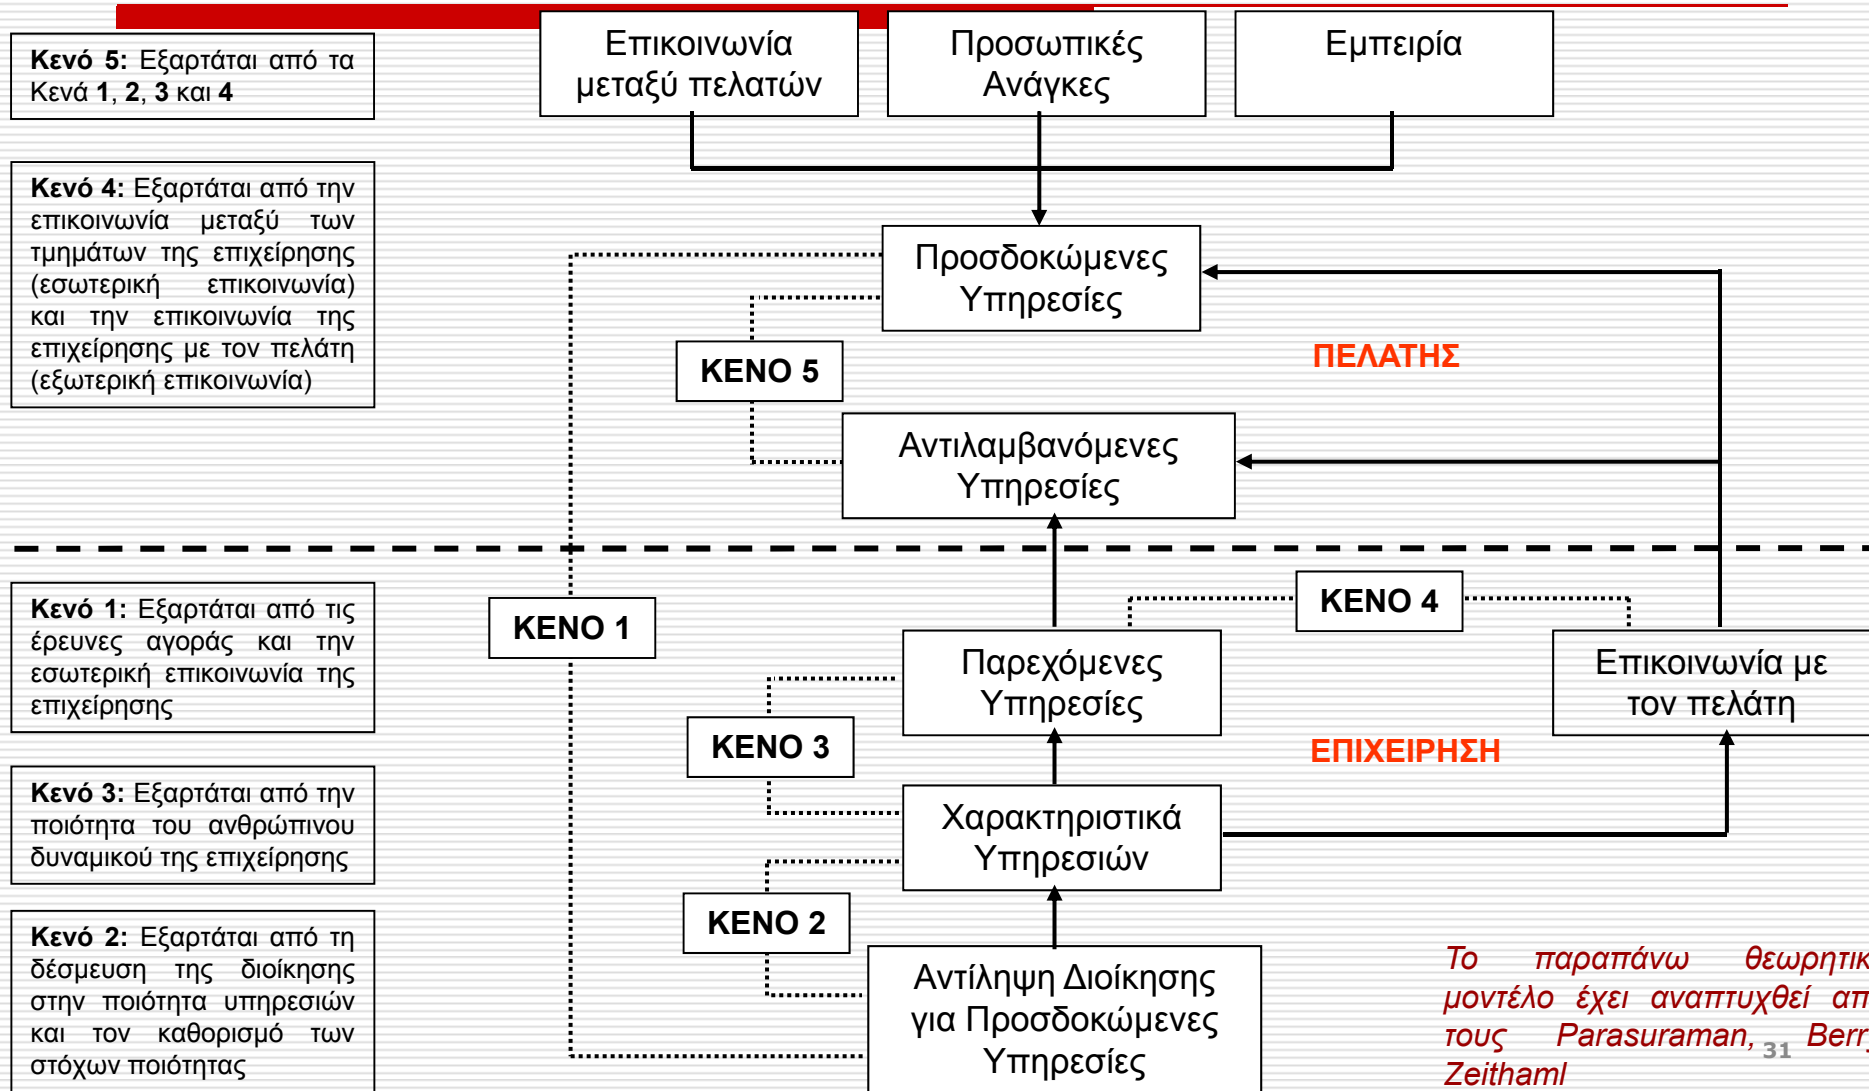 Επικοινωνία
μεταξύ πελατών
Προσωπικές
Ανάγκες
Εμπειρία
Κενό 5: Εξαρτάται από τα
Κενά 1, 2, 3 και 4
Κενό 4: Εξαρτάται από την
επικοινωνία μεταξύ των
τμημάτων της επιχείρησης
(εσωτερική επικοινωνία)
και την επικοινωνία της
επιχείρησης με τον πελάτη
(εξωτερική επικοινωνία)
Προσδοκώμενες
Υπηρεσίες
ΚΕΝΟ 5
ΠΕΛΑΤΗΣ
Αντιλαμβανόμενες
Υπηρεσίες
Κενό 1: Εξαρτάται από τις
έρευνες αγοράς και την
εσωτερική επικοινωνία της
επιχείρησης
ΚΕΝΟ 1
ΚΕΝΟ 4
Παρεχόμενες
Υπηρεσίες
Επικοινωνία με
τον πελάτη
ΚΕΝΟ 3
ΕΠΙΧΕΙΡΗΣΗ
Κενό 3: Εξαρτάται από την
ποιότητα του ανθρώπινου
δυναμικού της επιχείρησης
Χαρακτηριστικά
Υπηρεσιών
ΚΕΝΟ 2
Κενό 2: Εξαρτάται από τη
δέσμευση της διοίκησης
στην ποιότητα υπηρεσιών
και τον καθορισμό των
στόχων ποιότητας
Αντίληψη Διοίκησης
για Προσδοκώμενες
Υπηρεσίες
Το παραπάνω
μοντέλο έχει αναπτυχθεί
τους Parasuraman,
Zeithaml
31